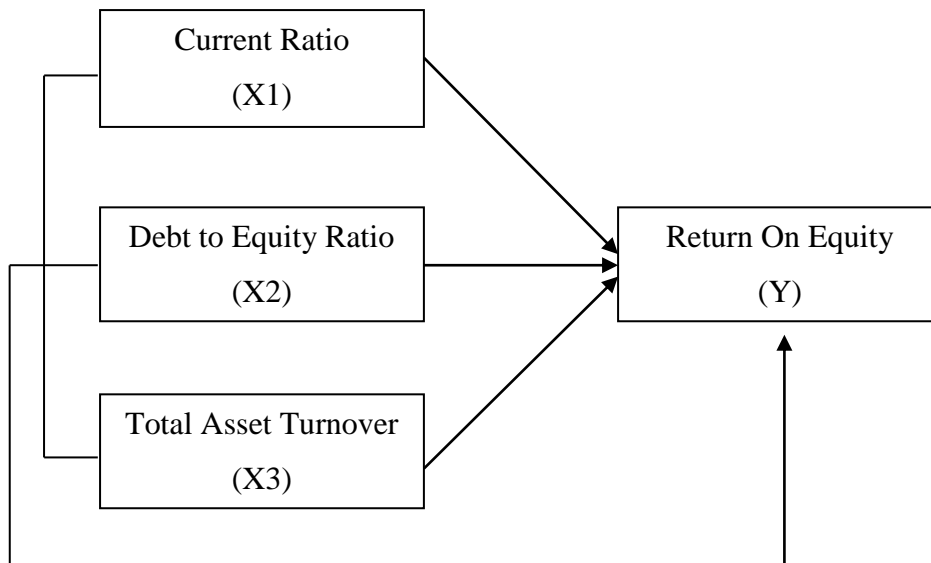 Current Ratio
(X1)
Debt to Equity Ratio
(X2)
Return On Equity
(Y)
Total Asset Turnover
(X3)